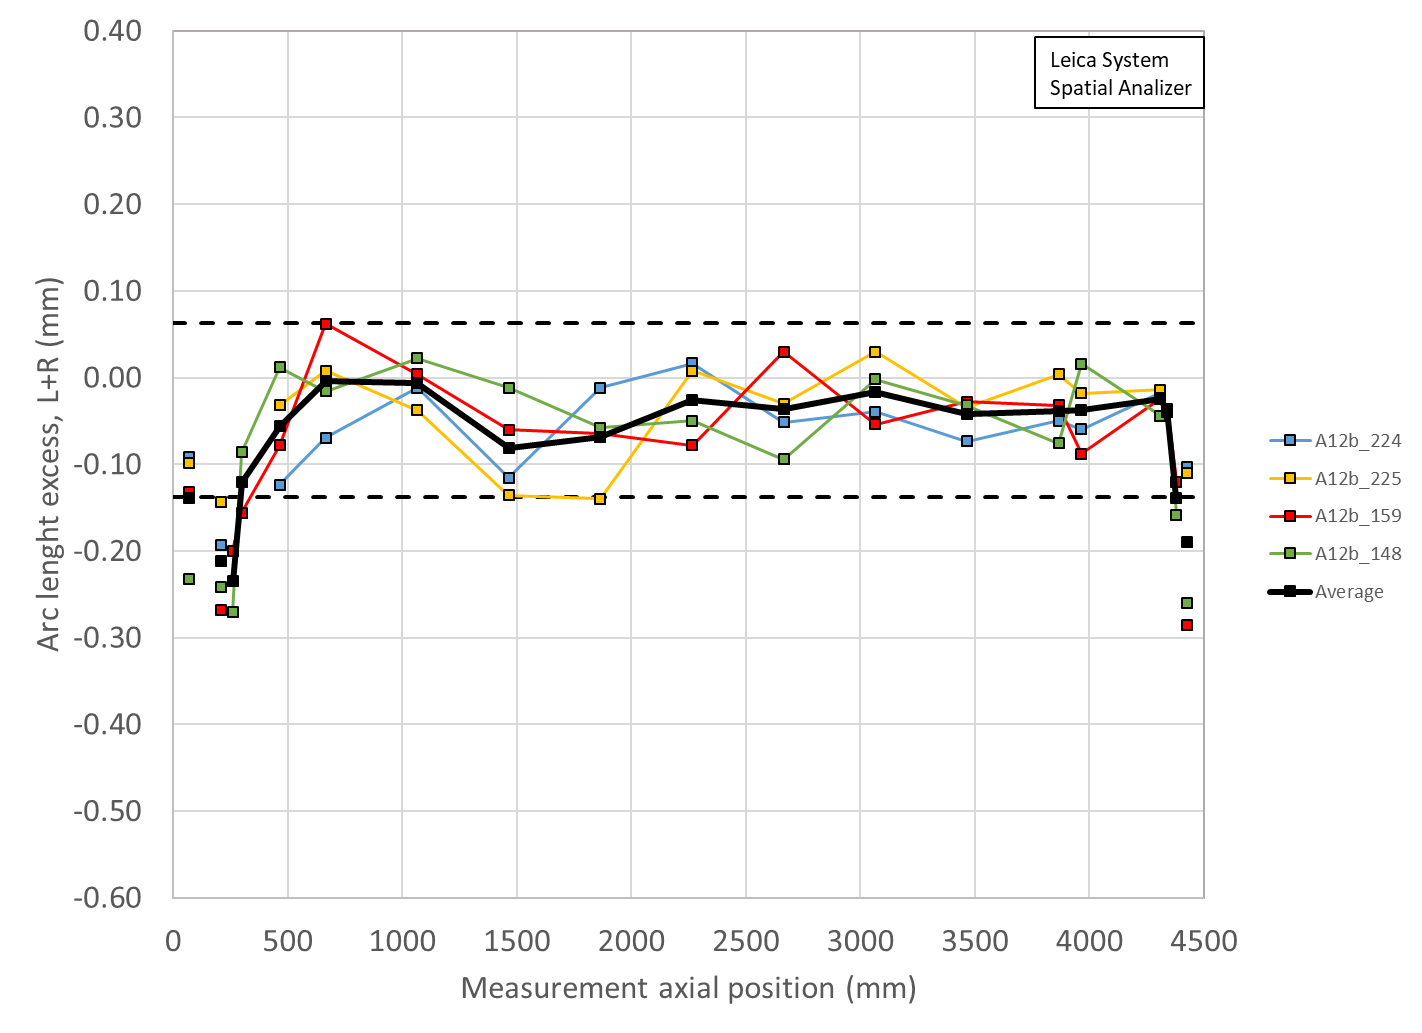 0.40
0.30
0.20
0.10
0.00
-0.10
-0.20
-0.30
-0.40
-0.50
-0.60
Arc lenght excess, L+R (mm)
Leica System
Spatial Analizer
A12b_224
A12b_225
A12b_159
A12b_148
Average
0 500 1000 1500 2000 2500 3000 3500 4000 4500
Measurement axial position (mm)